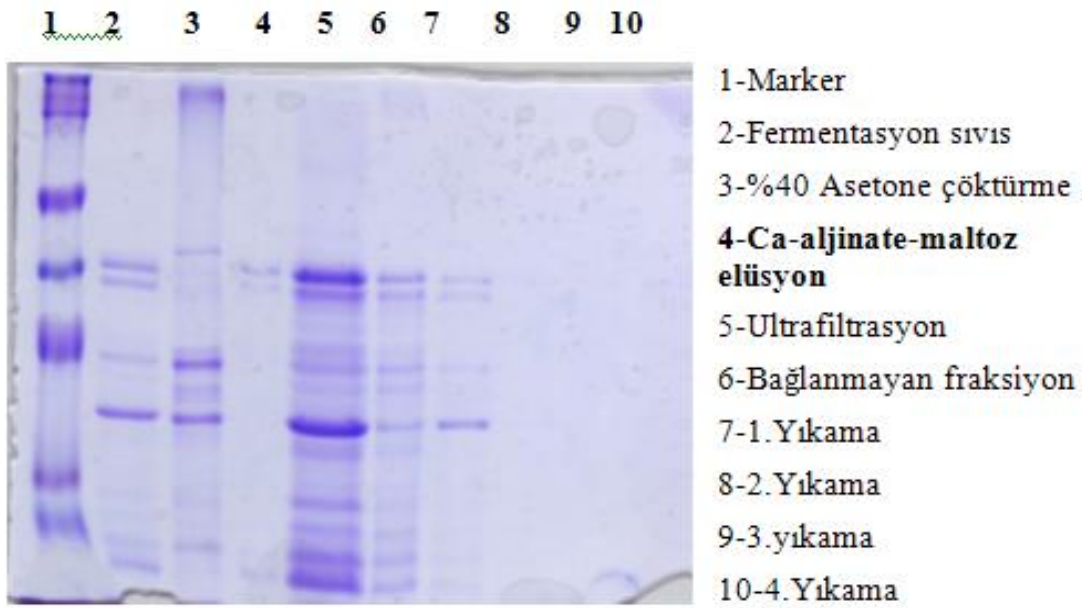 1 2 3 4 5 6 7 8 9 10
1-Marker
2-Fermentasyon sıvıs
3-%40 Asetone çöktürme
4-Ca-aljinate-maltoz
elüsyon
5-Ultrafiltrasyon
6-Bağlanmayan fraksiyon
7-1.Yıkama
8-2.Yıkama
9-3.yıkama
10-4.Yıkama